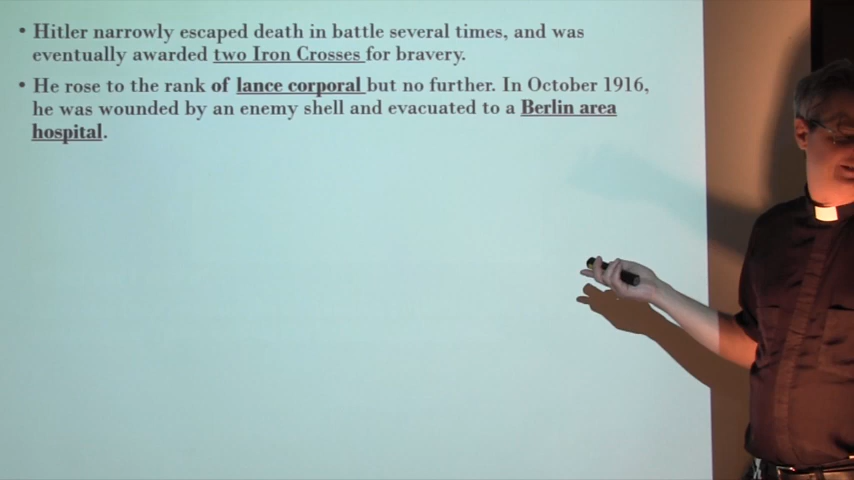 • Hitler narrowly escaped death in battle several times, and was
eventually awarded two Iron Crosses for bravery.
• He rose to the rank of lance corporal but no further. In October 1916,
he was wounded by an enemy shell and evacuated to a Berlin area
hospital.